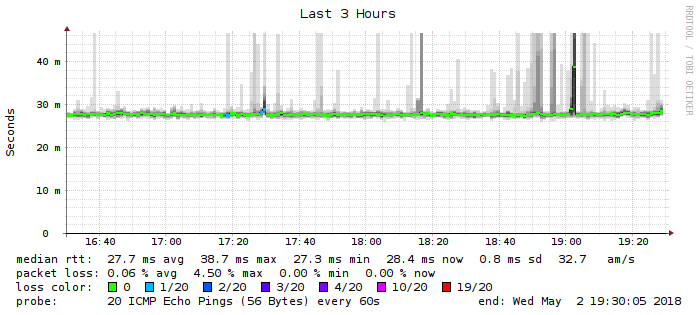 Last 3 Hours
RRDTOOL / TOBI OETIKER
Seconds
40 m
30 m
20 m
10 m
0
16:40 17:00 17:20 17:40 18:00 18:20 18:40 19:00 19:20
median rtt: 27.7 ms avg 38.7 ms max 27.3 ms min 28.4 ms now 0.8 ms sd 32.7 am/s
packet loss: 0.06 % avg 4.50 % max 0.00 % min 0.00 % now
loss color: 0 1/20 2/20 3/20 4/20 10/20 19/20
probe: 20 ICMP Echo Pings (56 Bytes) every 60s end: Wed May 2 19:30:05 2018